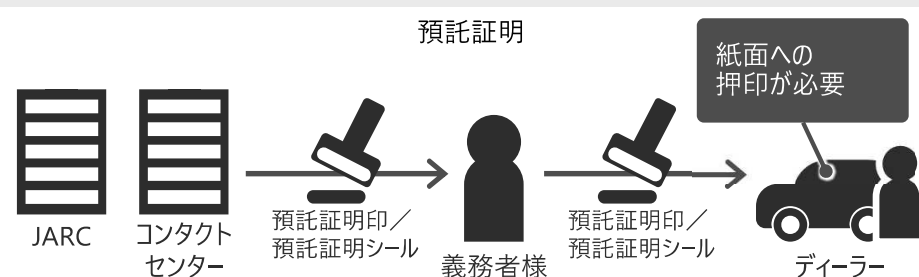 預託証明
紙面への
押印が必要
JARC
コンタクト
センター
預託証明印／
預託証明シール
義務者様
預託証明印／
預託証明シール
ディーラー